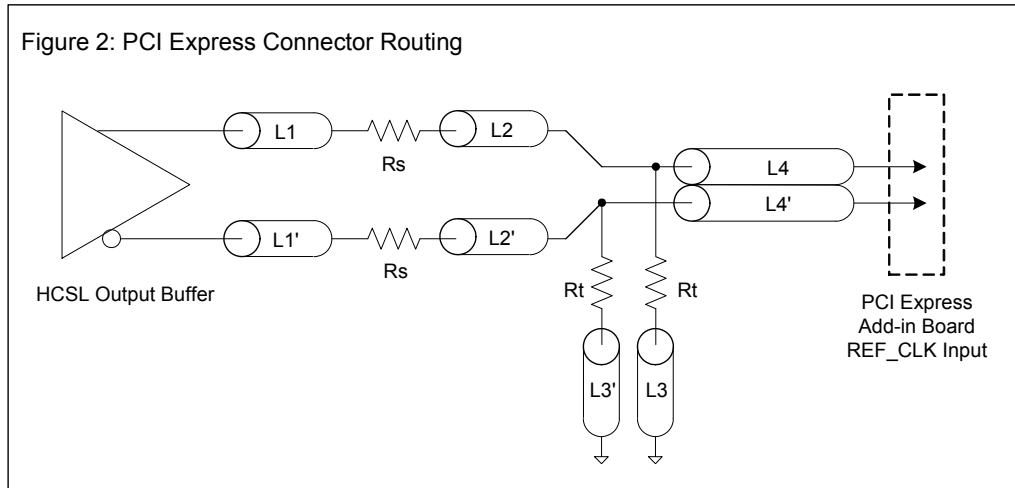 Figure 2: PCI Express Connector Routing
L1
Rs
L2
L4
L1'
Rs
L2'
L4'
HCSL Output Buffer
Rt
Rt
L3'
L3
PCI Express
Add-in Board
REF_CLK Input